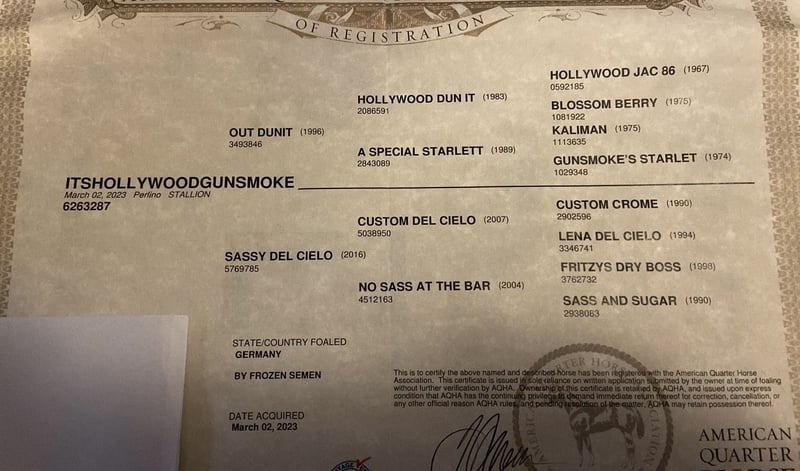 OF REGISTRATION
HOLLYWOOD JAC 86 (1967)
0592185
HOLLYWOOD DUN IT (1983)
2086591
BLOSSOM BERRY (1975)
1081922
OUT DUNIT (1996)
3493846
KALIMAN (1975)
1113635
A SPECIAL STARLETT (1989)
2843089
GUNSMOKE'S STARLET (1974)
1029348
ITSHOLLYWOODGUNSMOKE
March 02, 2023 Perlino STALLION
6263287
CUSTOM CROME (1990)
2902596
CUSTOM DEL CIELO (2007)
5038950
LENA DEL CIELO (1994)
3346741
SASSY DEL CIELO (2016)
5769785
FRITZYS DRY BOSS (1998)
3762732
NO SASS AT THE BAR (2004)
4512163
SASS AND SUGAR (1990)
2938083
STATE/COUNTRY FOALED
GERMANY
BY FROZEN SEMEN
DATE ACQUIRED
March 02, 2023
This is to certify the above named and described horse has been registered with the American Quarter Horse
Association. This certificate is issued in sole reliance on written application submitted by the owner at time of foaling
without further verification by AQHA. Ownership of this certificate is retained by AQHA, and issued upon express
condition that AQHA has the continuing privilege to demand immediate return thereof for correction, cancellation, or
any other official reason AQHA rules, and pending resolution of the matter, AQHA may retain possession thereof.
AMERICAN
QUARTER